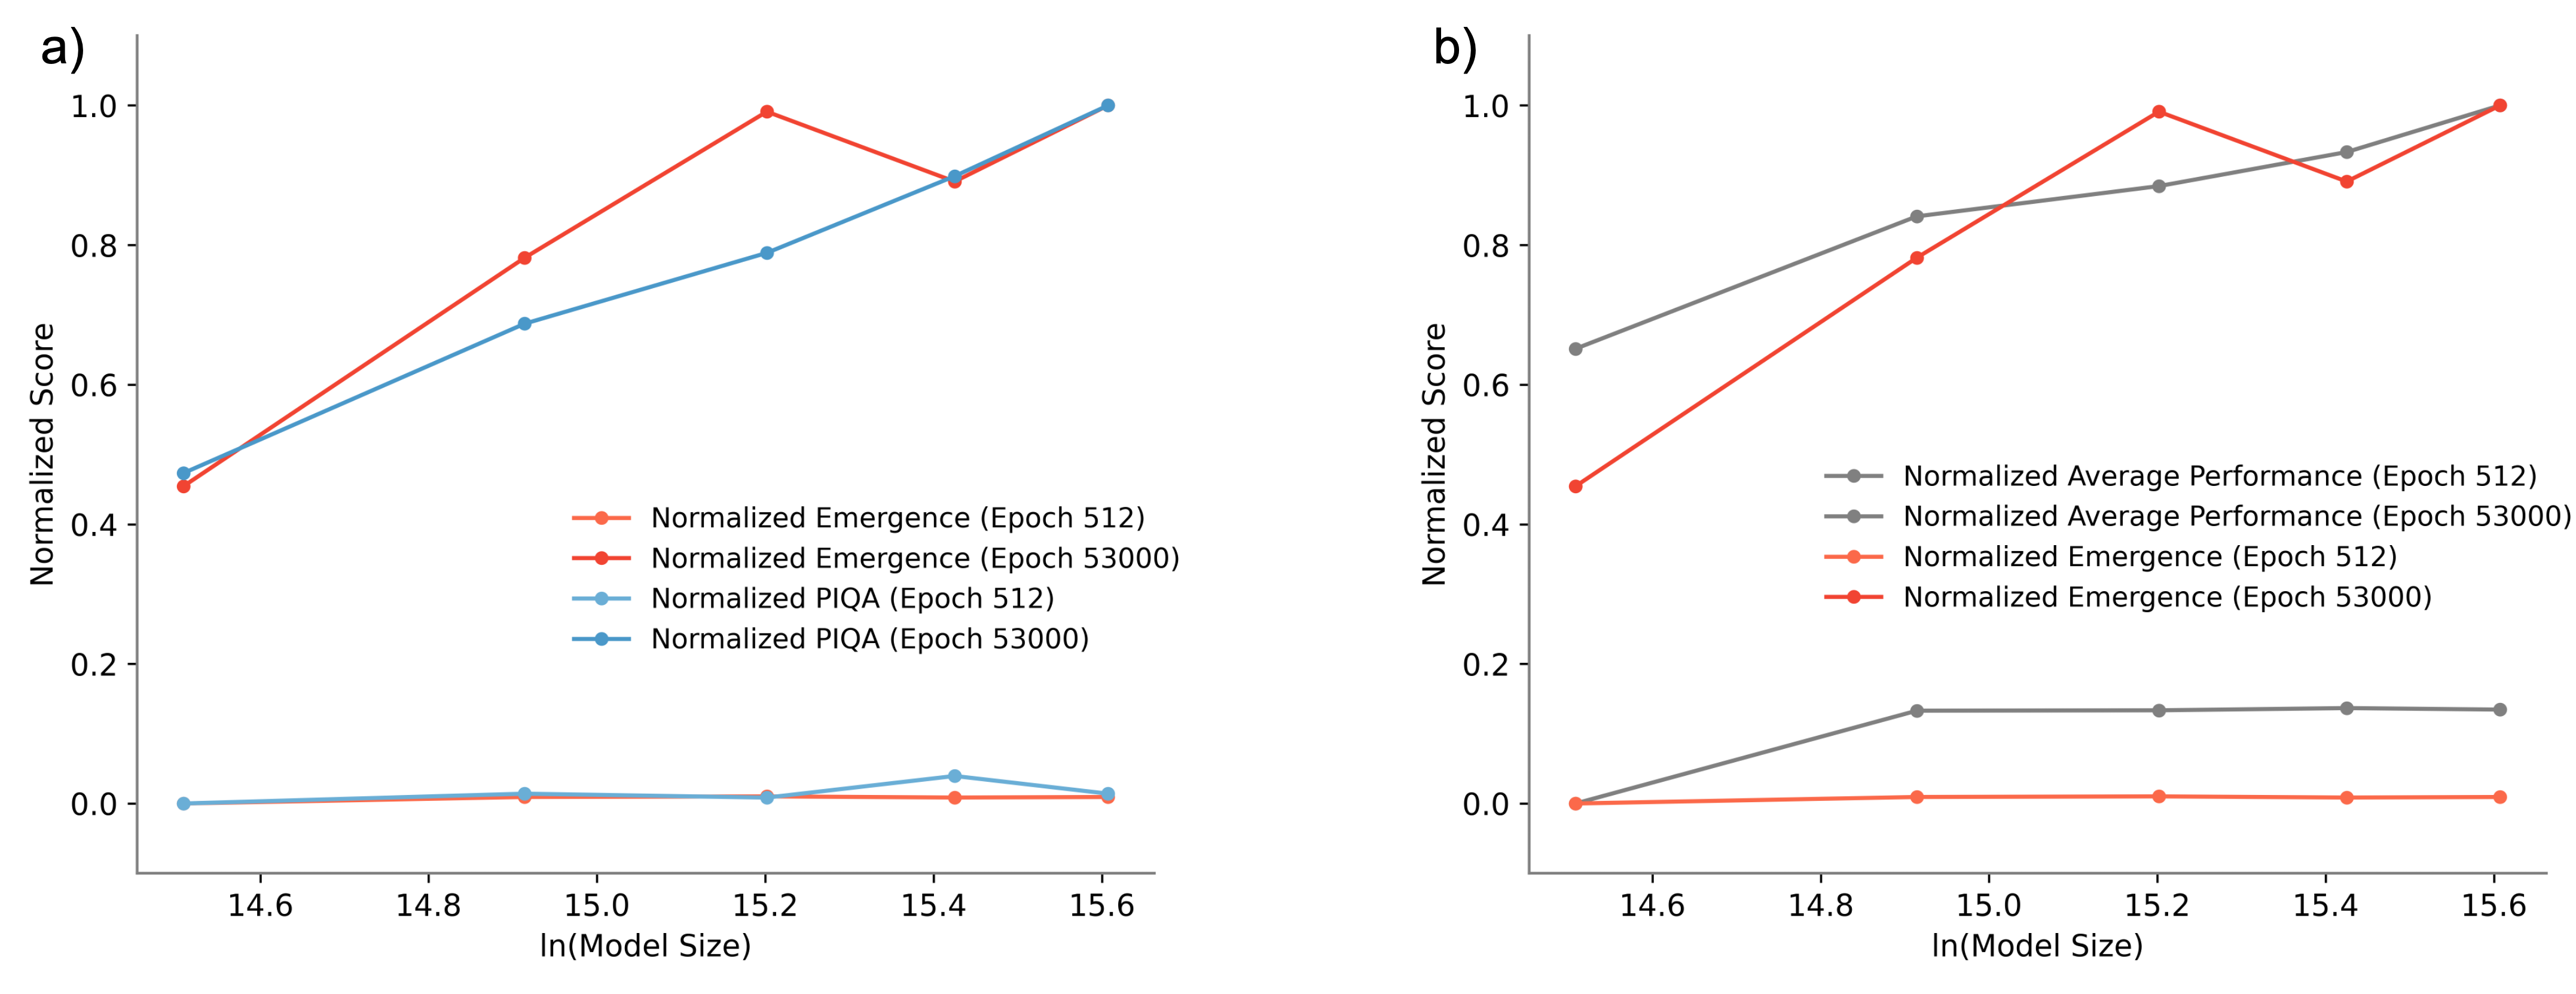 a)
1.0
0.8
0.6
0.4
0.2
0.0
Normalized Score
Normalized Emergence (Epoch 512)
Normalized Emergence (Epoch 53000)
Normalized PIQA (Epoch 512)
Normalized PIQA (Epoch 53000)
14.6 14.8 15.0 15.2 15.4 15.6
ln(Model Size)
b)
1.0
0.8
0.6
0.4
0.2
0.0
Normalized Score
Normalized Average Performance (Epoch 512)
Normalized Average Performance (Epoch 53000)
Normalized Emergence (Epoch 512)
Normalized Emergence (Epoch 53000)
14.6 14.8 15.0 15.2 15.4 15.6
ln(Model Size)